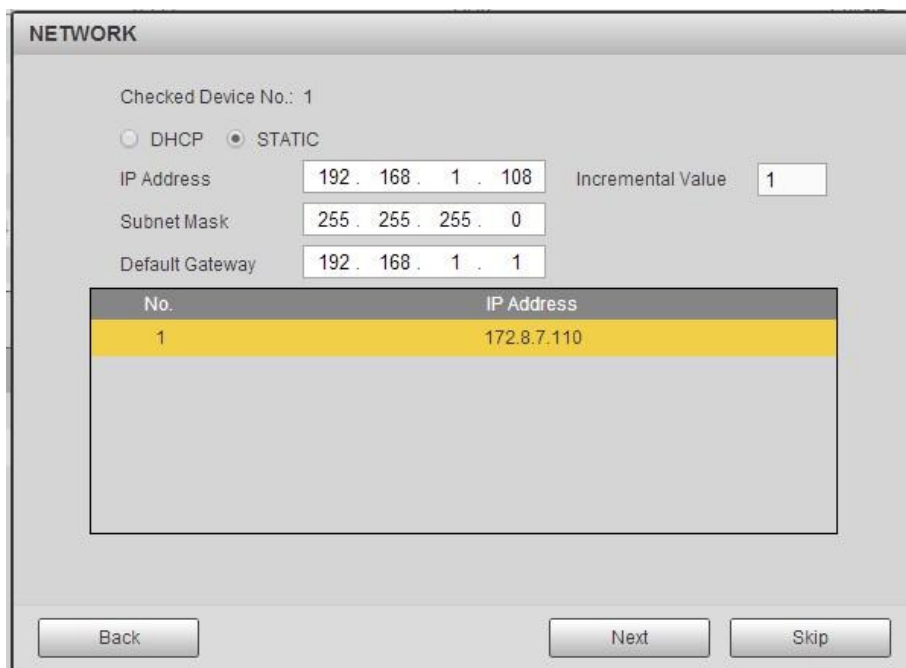 NETWORK
Checked Device No.: 1
DHCP STATIC
IP Address 192 . 168 . 1 . 108 Incremental Value 1
Subnet Mask 255 . 255 . 255 . 0
Default Gateway 192 . 168 . 1 . 1
No. IP Address
1 172.8.7.110
Back Next Skip